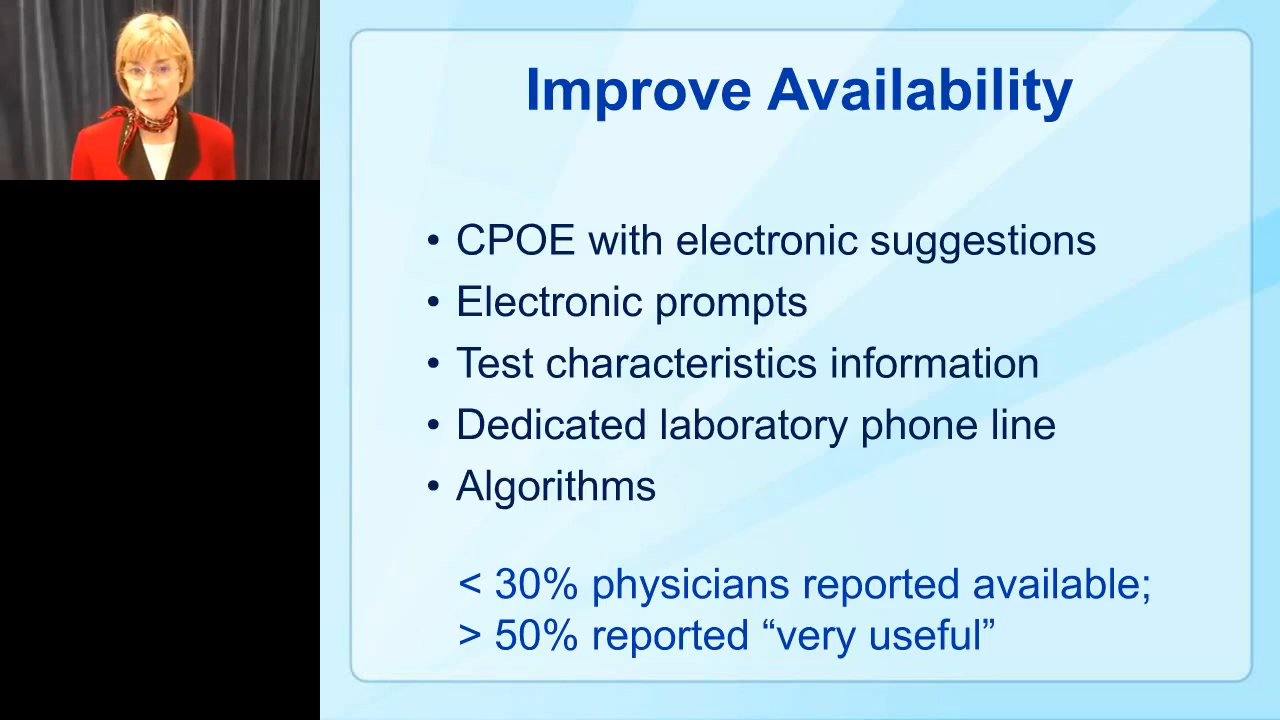 Improve Availability
• CPOE with electronic suggestions
• Electronic prompts
• Test characteristics information
• Dedicated laboratory phone line
• Algorithms
< 30% physicians reported available;
> 50% reported “very useful”